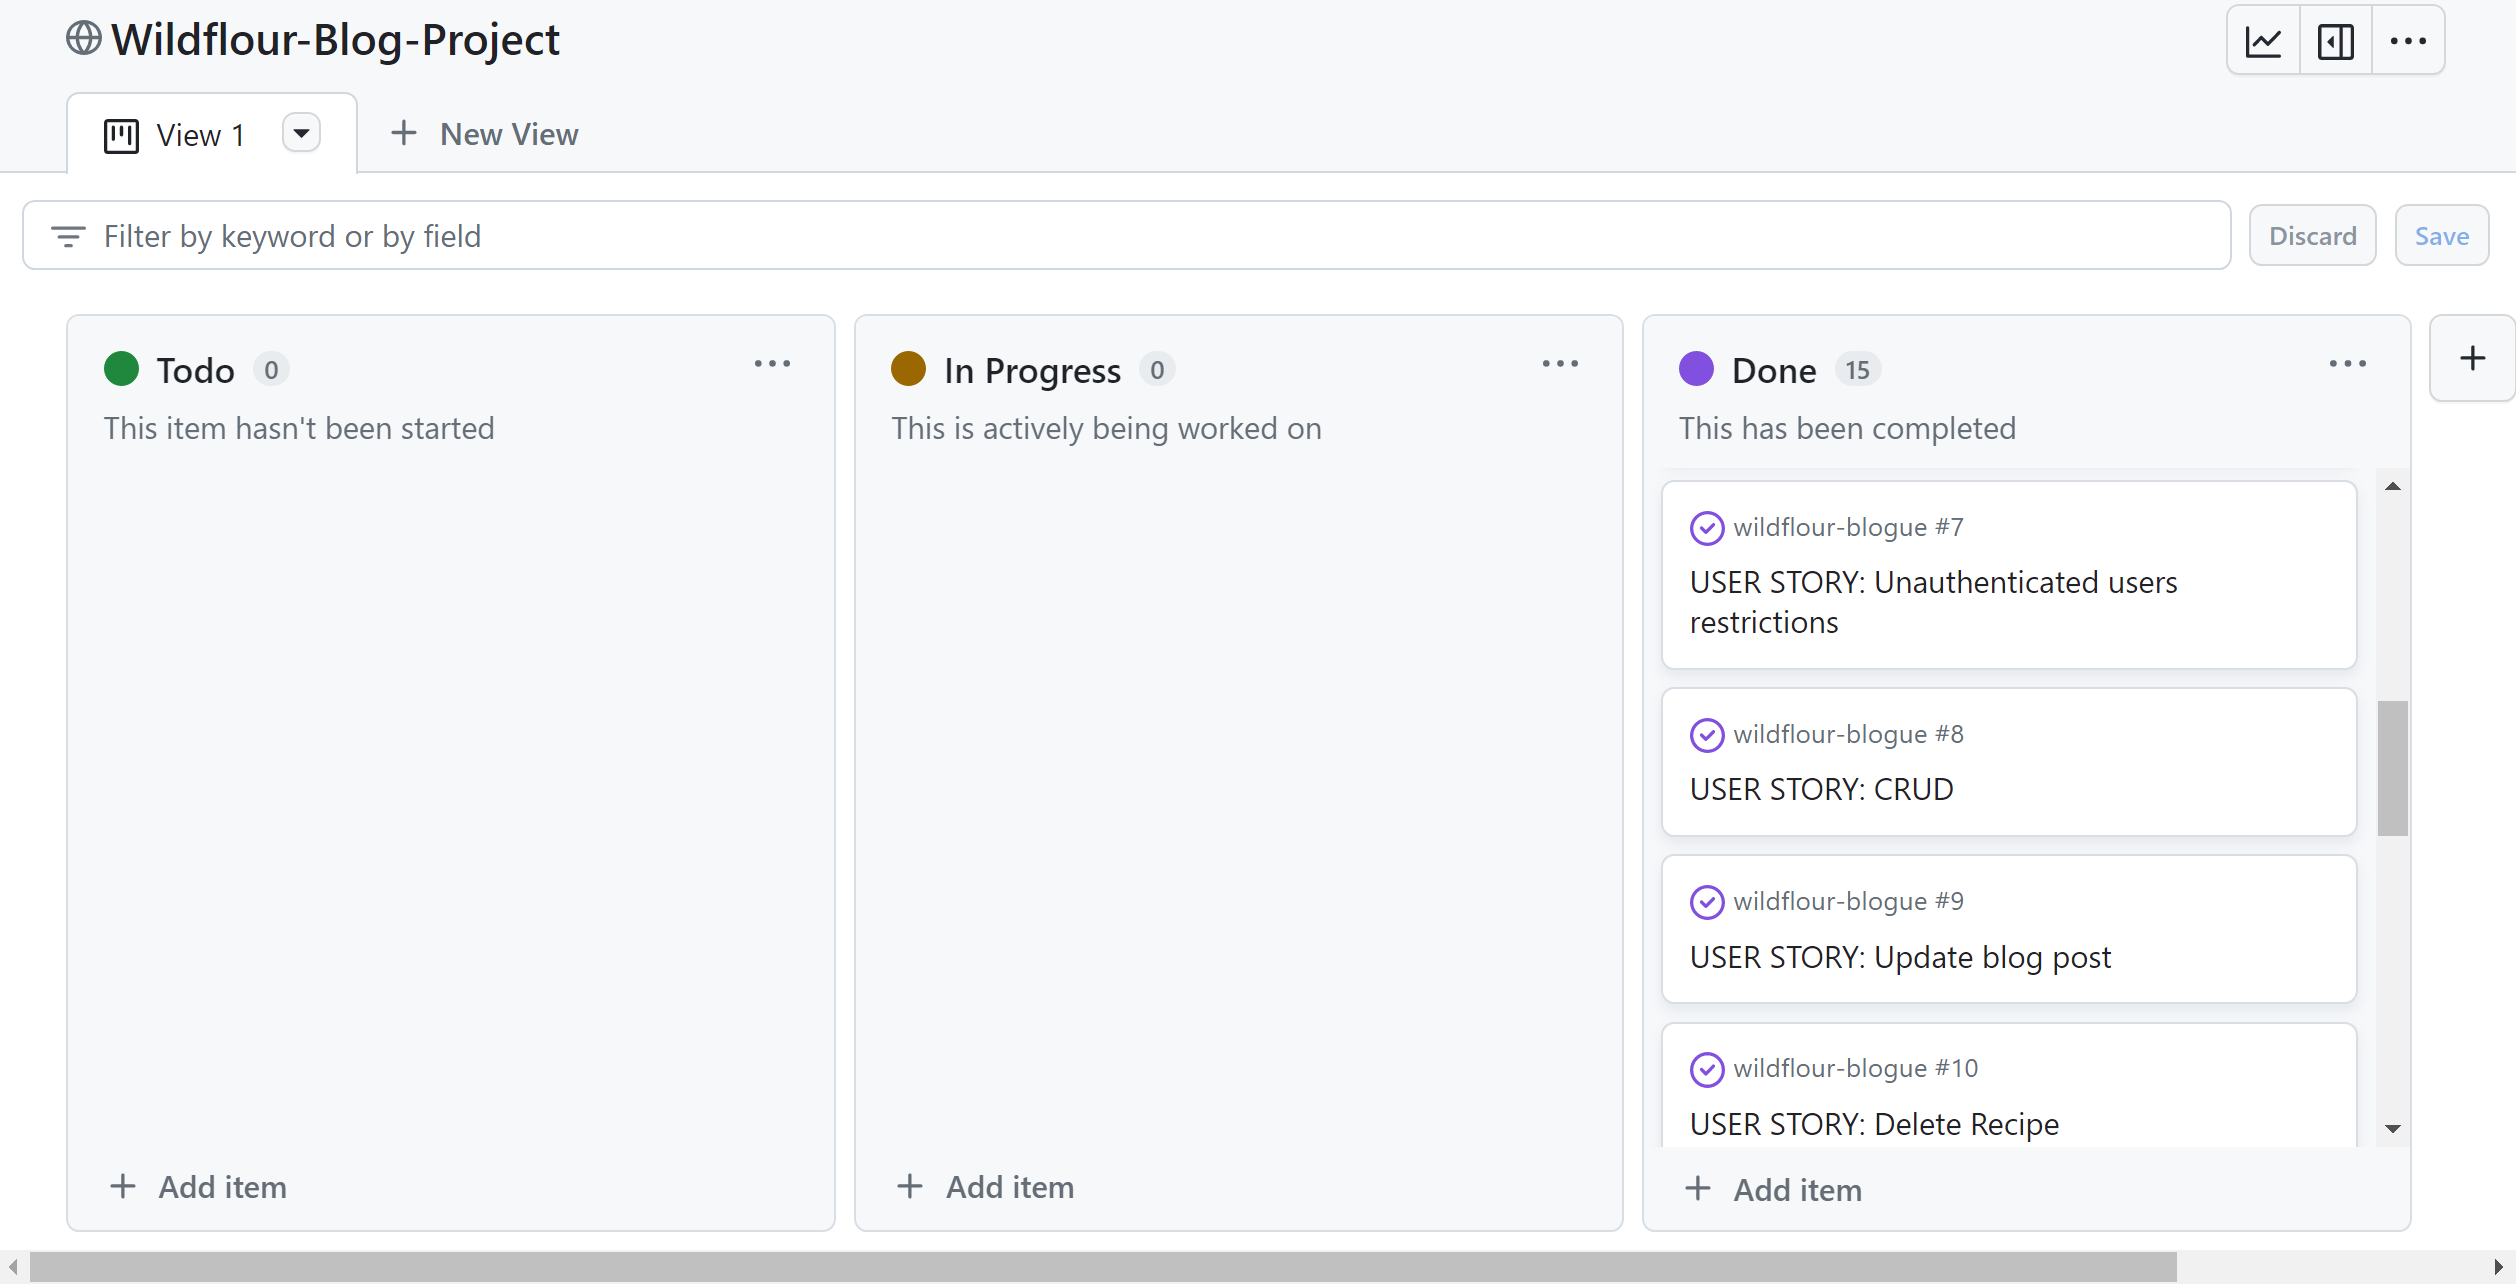 Wildflour-Blog-Project
View 1
New View
Filter by keyword or by field
Discard
Save
Todo 0
This item hasn't been started
Add item
In Progress 0
This is actively being worked on
Add item
Done 15
This has been completed
wildflour-blogue #7
USER STORY: Unauthenticated users
restrictions
wildflour-blogue #8
USER STORY: CRUD
wildflour-blogue #9
USER STORY: Update blog post
wildflour-blogue #10
USER STORY: Delete Recipe
Add item